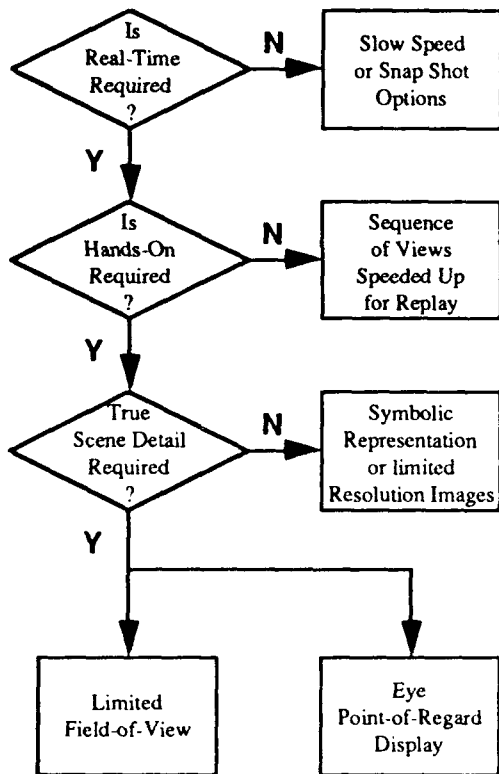 Is
Real-Time
Required
?
N
Slow Speed
or Snap Shot
Options
Y
Is
Hands-On
Required
?
N
Sequence
of Views
Speeded Up
for Replay
Y
True
Scene Detail
Required
?
N
Symbolic
Representation
or limited
Resolution Images
Y
Limited
Field-of-View
Eye
Point-of-Regard
Display